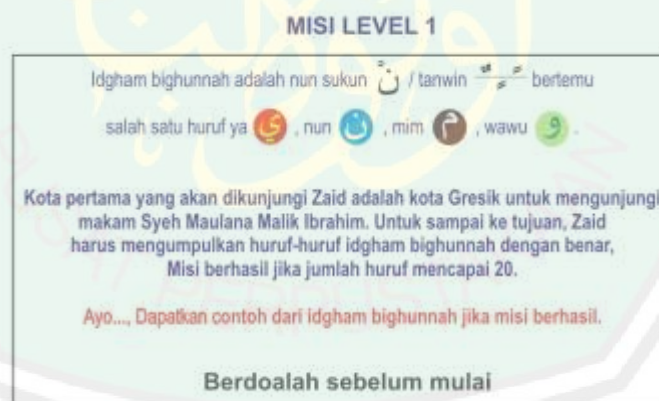 MISI LEVEL 1
Idgham bighunnah adalah nun sukun نْ / tanwin ـًـٍـٌ bertemu
salah satu huruf ya ي , nun ن , mim م , wawu و .
Kota pertama yang akan dikunjungi Zaid adalah kota Gresik untuk mengunjungi
makam Syeh Maulana Malik Ibrahim. Untuk sampai ke tujuan, Zaid
harus mengumpulkan huruf-huruf idgham bighunnah dengan benar,
Misi berhasil jika jumlah huruf mencapai 20.
Ayo..., Dapatkan contoh dari idgham bighunnah jika misi berhasil.
Berdoalah sebelum mulai